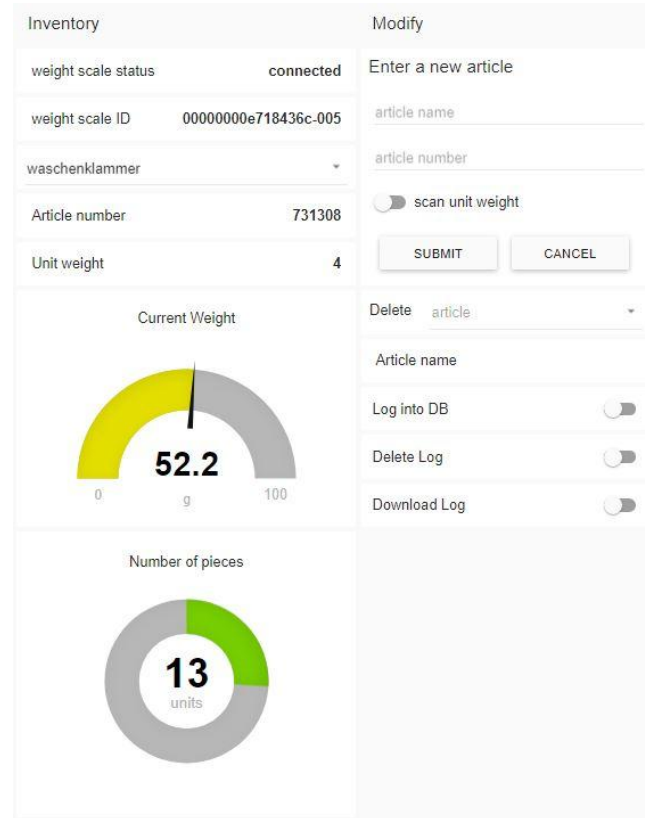 Inventory
weight scale status connected
weight scale ID 00000000e718436c-005
waschenklammer
Article number 731308
Unit weight 4
Current Weight
52.2
0 g 100
Number of pieces
13
units
Modify
Enter a new article
article name
article number
scan unit weight
SUBMIT CANCEL
Delete article
Article name
Log into DB
Delete Log
Download Log